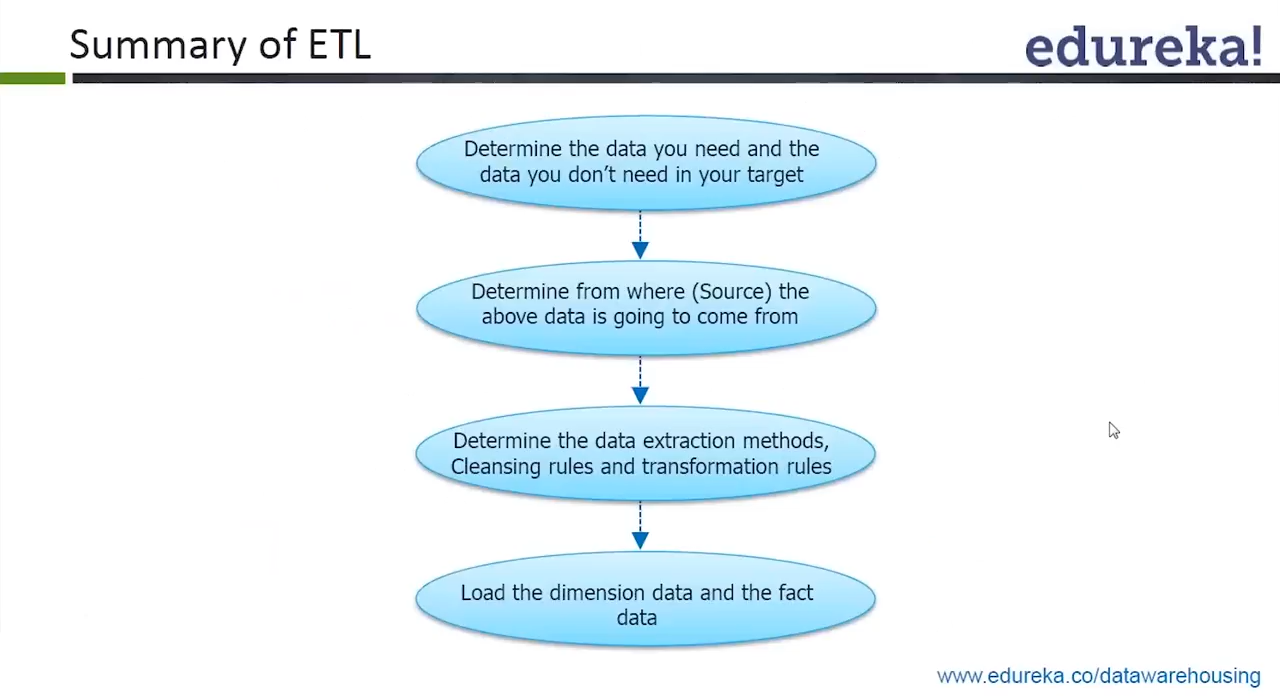 Summary of ETL
edureka!
Determine the data you need and the
data you don't need in your target
Determine from where (Source) the
above data is going to come from
Determine the data extraction methods,
Cleansing rules and transformation rules
Load the dimension data and the fact
data
www.edureka.co/datawarehousing